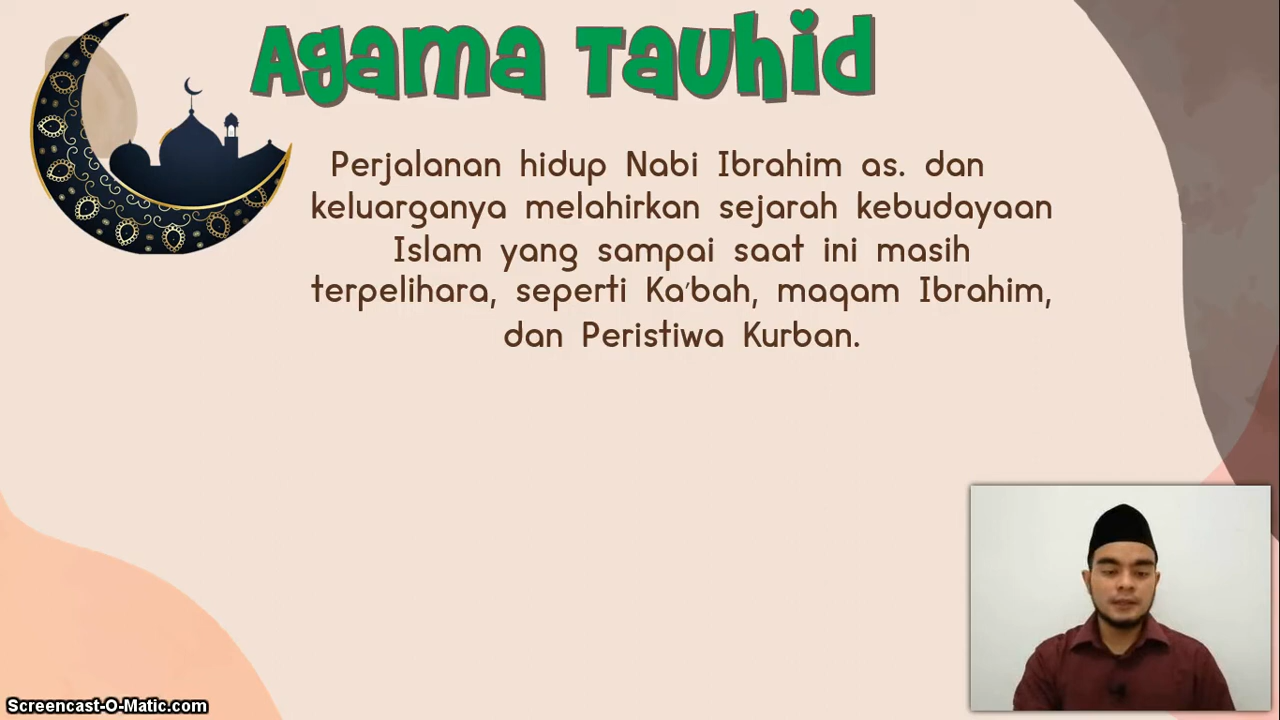 Agama Tauhid
Perjalanan hidup Nabi Ibrahim as. dan
keluarganya melahirkan sejarah kebudayaan
Islam yang sampai saat ini masih
terpelihara, seperti Ka'bah, maqam Ibrahim,
dan Peristiwa Kurban.
Screencast-O-Matic.com